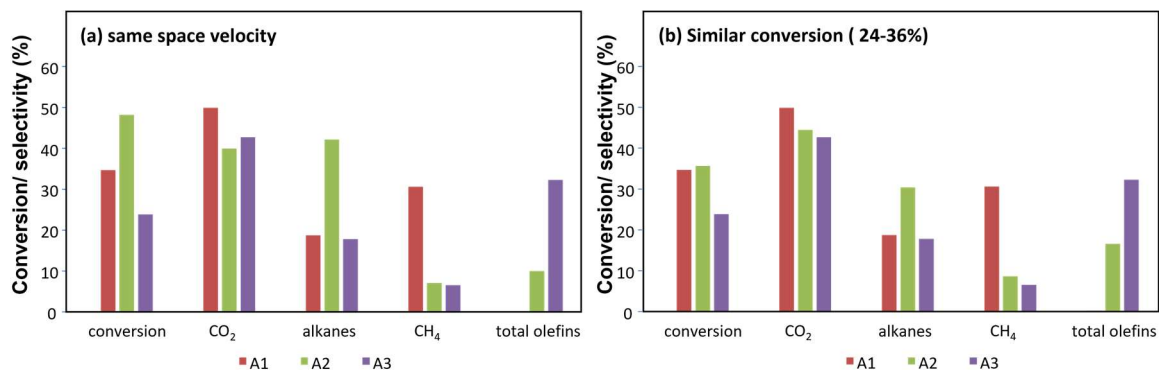 (a) same space velocity
Conversion/ selectivity (%)
60
50
40
30
20
10
0
conversion CO₂ alkanes CH₄ total olefins
A1 A2 A3
(b) Similar conversion ( 24-36%)
Conversion/ selectivity (%)
60
50
40
30
20
10
0
conversion CO₂ alkanes CH₄ total olefins
A1 A2 A3